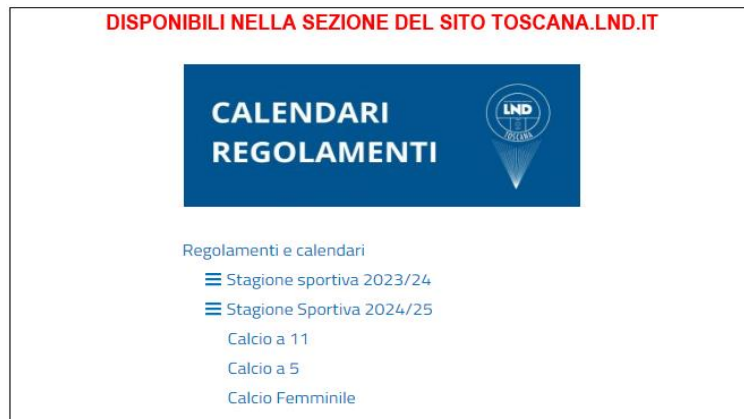 DISPONIBILI NELLA SEZIONE DEL SITO TOSCANA.LND.IT
CALENDARI
REGOLAMENTI
LND
TOSCANA
Regolamenti e calendari
Stagione sportiva 2023/24
Stagione Sportiva 2024/25
Calcio a 11
Calcio a 5
Calcio Femminile